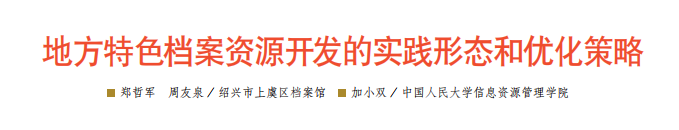 地方特色档案资源开发的实践形态和优化策略
■ 郑哲军 周友泉／绍兴市上虞区档案馆 ■ 加小双／中国人民大学信息资源管理学院